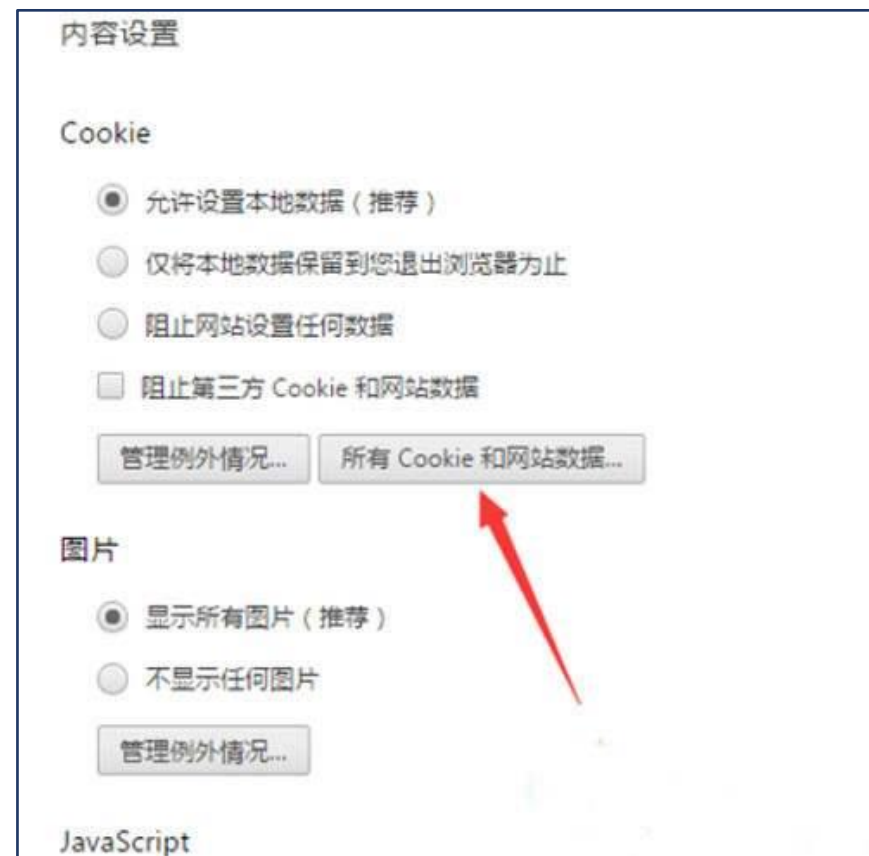 内容设置
Cookie
允许设置本地数据（推荐）
仅将本地数据保留到您退出浏览器为止
阻止网站设置任何数据
阻止第三方 Cookie 和网站数据
管理例外情况... 所有 Cookie 和网站数据...
图片
显示所有图片（推荐）
不显示任何图片
管理例外情况...
JavaScript